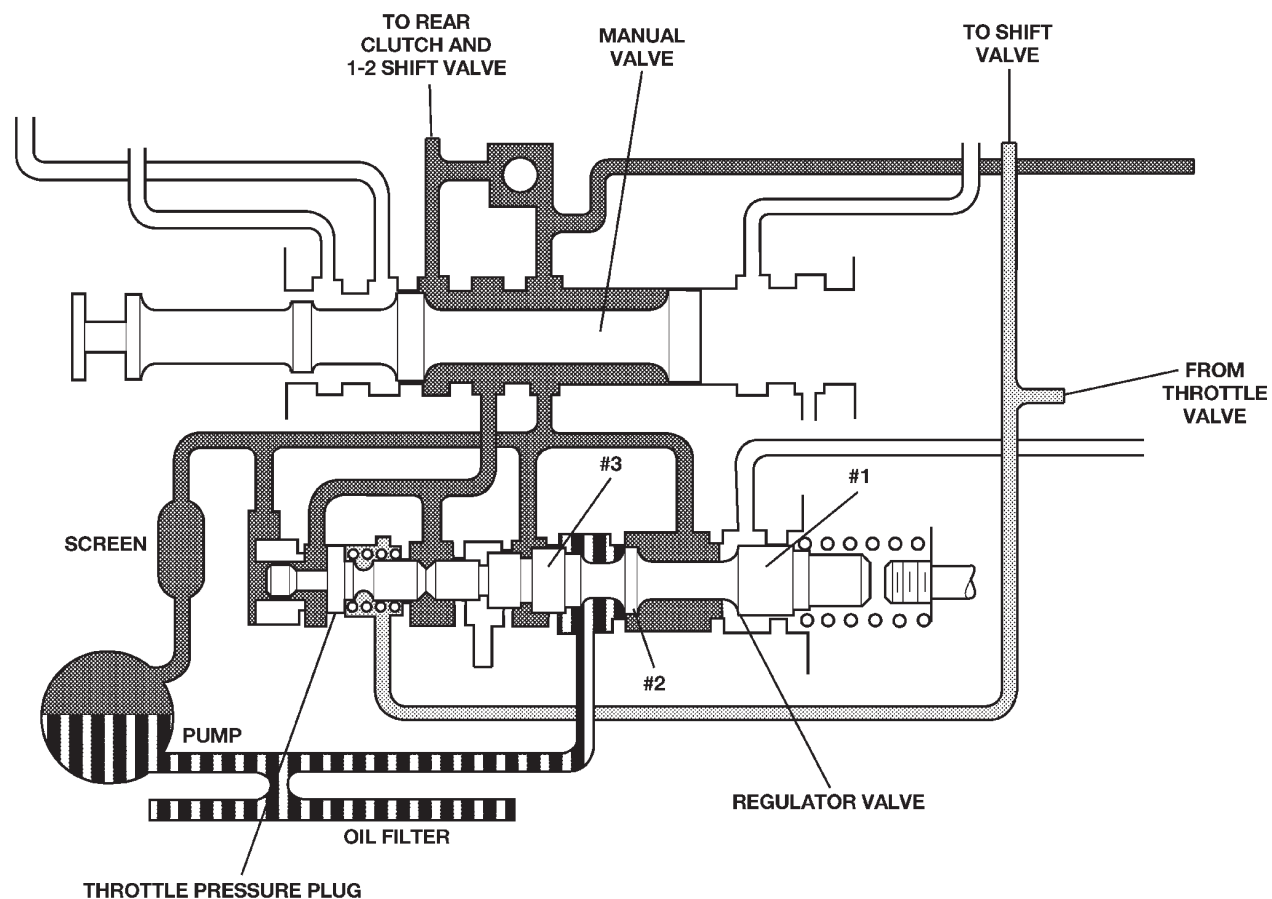 TO REAR
CLUTCH AND
1-2 SHIFT VALVE
MANUAL
VALVE
TO SHIFT
VALVE
FROM
THROTTLE
VALVE
#3
#1
SCREEN
#2
PUMP
REGULATOR VALVE
OIL FILTER
THROTTLE PRESSURE PLUG